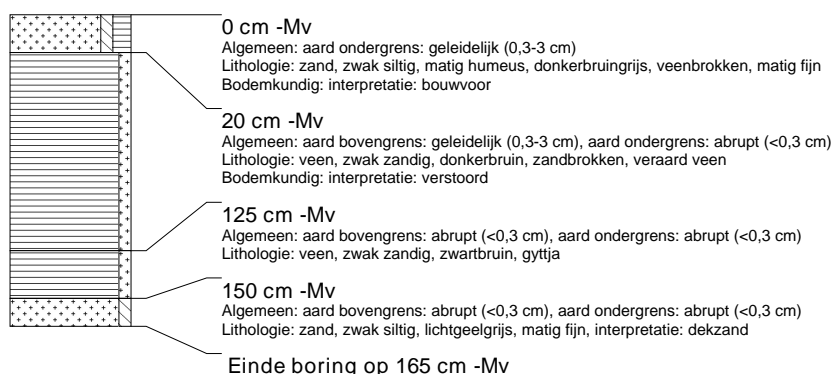 0 cm -Mv
Algemeen: aard ondergrens: geleidelijk (0,3-3 cm)
Lithologie: zand, zwak siltig, matig humeus, donkerbruingrijs, veenbrokken, matig fijn
Bodemkundig: interpretatie: bouwvoor
20 cm -Mv
Algemeen: aard bovengrens: geleidelijk (0,3-3 cm), aard ondergrens: abrupt (<0,3 cm)
Lithologie: veen, zwak zandig, donkerbruin, zandbrokken, veraard veen
Bodemkundig: interpretatie: verstoord
125 cm -Mv
Algemeen: aard bovengrens: abrupt (<0,3 cm), aard ondergrens: abrupt (<0,3 cm)
Lithologie: veen, zwak zandig, zwartbruin, gyttja
150 cm -Mv
Algemeen: aard bovengrens: abrupt (<0,3 cm), aard ondergrens: abrupt (<0,3 cm)
Lithologie: zand, zwak siltig, lichtgeelgrijs, matig fijn, interpretatie: dekzand
Einde boring op 165 cm -Mv